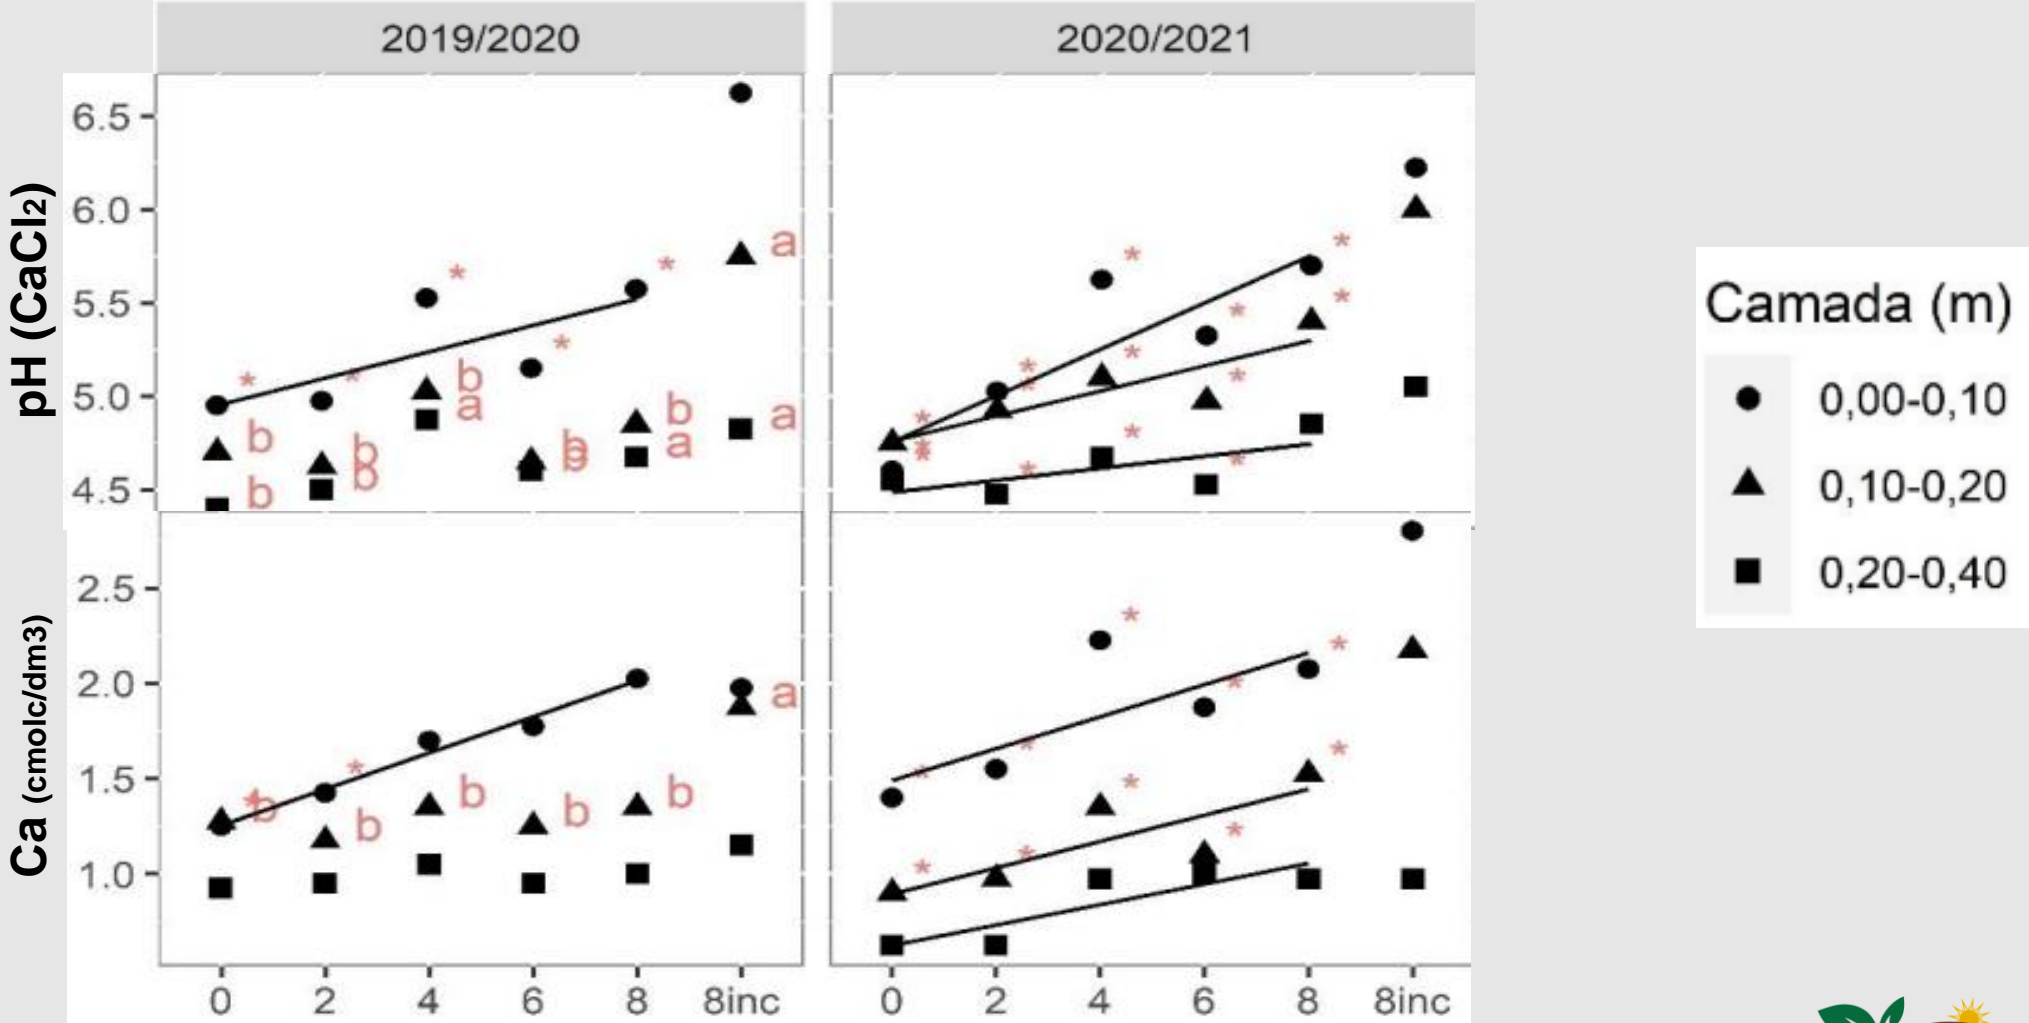 2019/2020
2020/2021
pH (CaCl2)
6.5
6.0
5.5
5.0
4.5
* * * * *
b b b a b
b b a b a
a a
* * * * * * * * * * * * * *
Ca (cmolc/dm3)
2.5
2.0
1.5
1.0
* *
b b b b b a
* * * * * * * * * *
0 2 4 6 8 8inc
0 2 4 6 8 8inc
Camada (m)
0,00-0,10
0,10-0,20
0,20-0,40